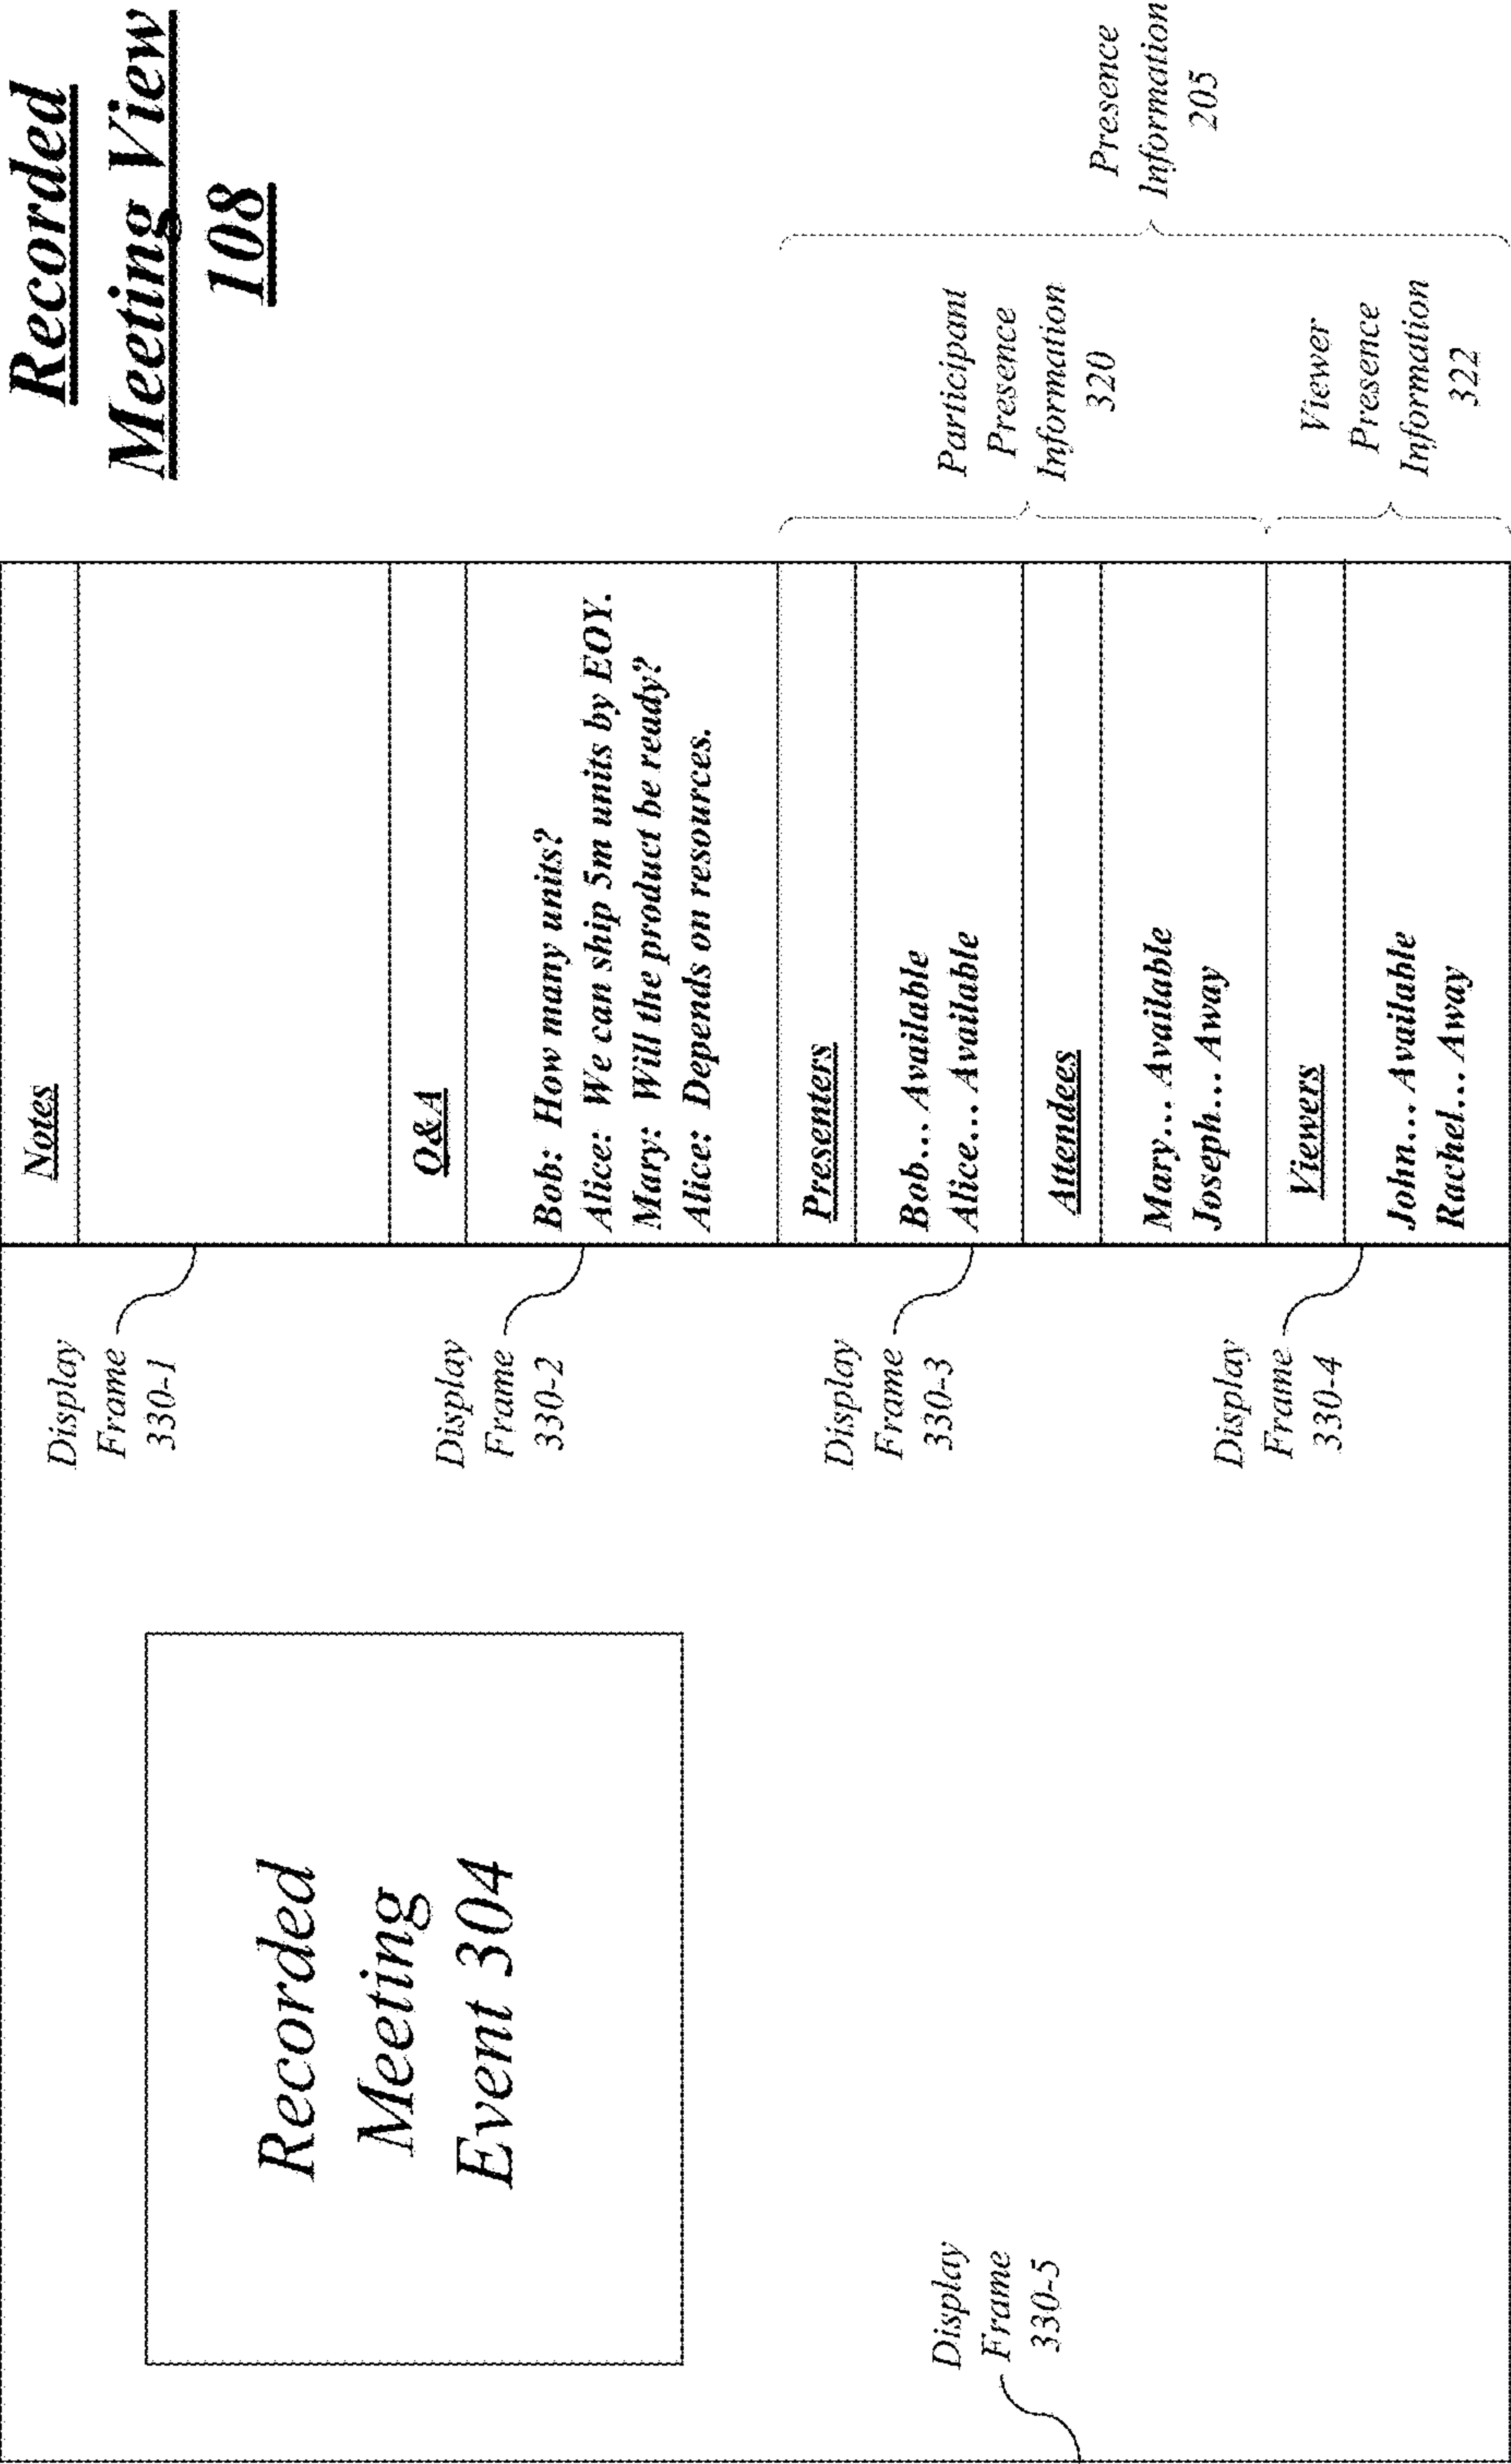 Recorded
Meeting View
108
Notes
Display
Frame
330-1
Recorded
Meeting
Event 304
Q&A
Bob: How many units?
Alice: We can ship 5m units by EOY.
Mary: Will the product be ready?
Alice: Depends on resources.
Display
Frame
330-2
Presenters
Bob... Available
Alice... Available
Display
Frame
330-3
Attendees
Mary... Available
Joseph... Away
Participant
Presence
Information
320
Presence
Information
205
Display
Frame
330-5
Viewers
John... Available
Rachel... Away
Display
Frame
330-4
Viewer
Presence
Information
322